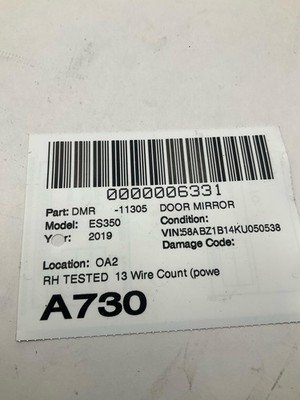 0000006331
Part: DMR -11305 DOOR MIRROR
Model: ES350 Condition:
Year: 2019 VIN:58ABZ1B14KU050538
Damage Code:
Location: OA2
RH TESTED 13 Wire Count (powe
A730